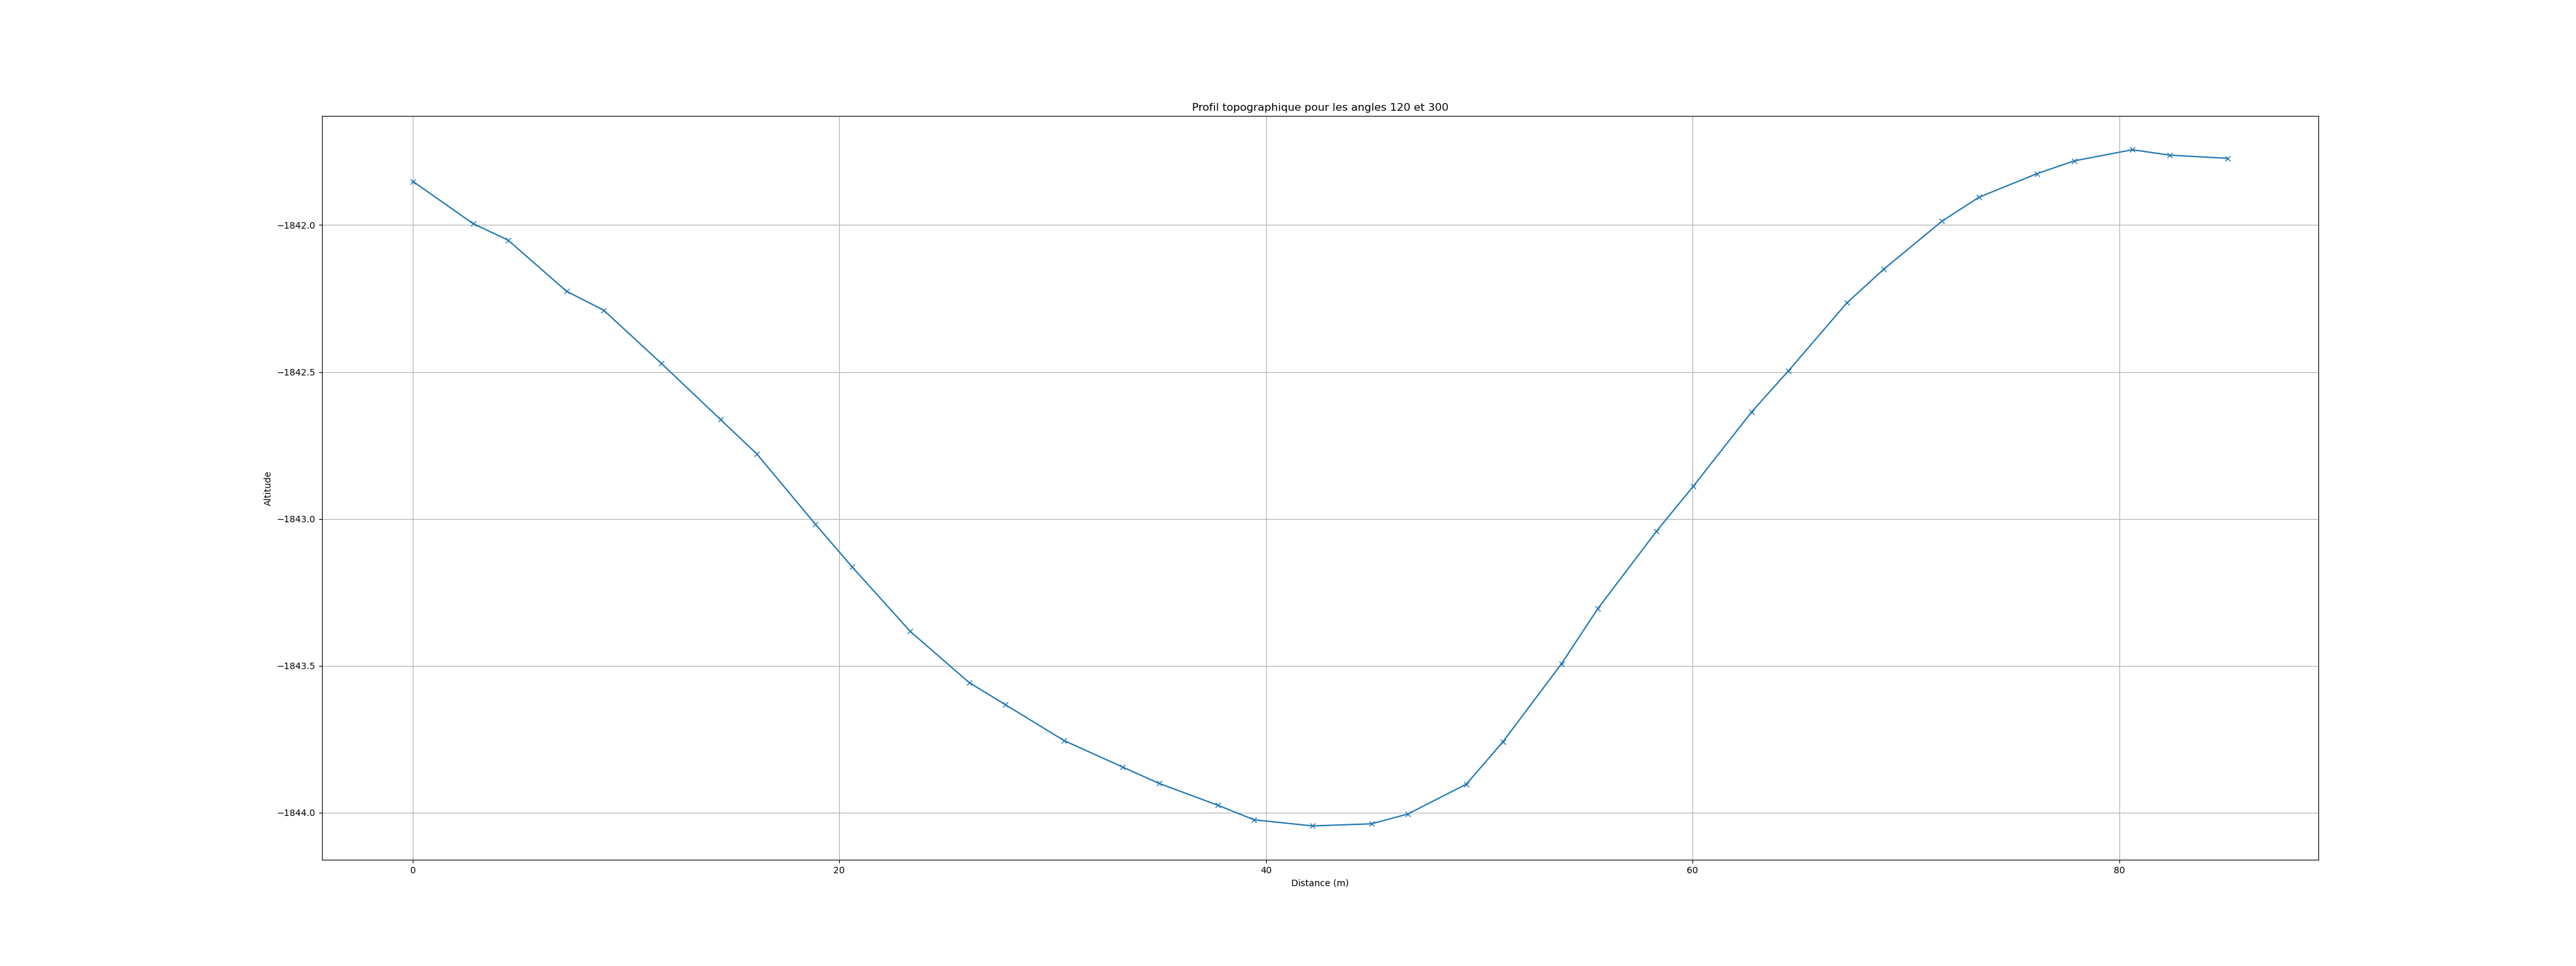 Profil topographique pour les angles 120 et 300
Altitude
−1842.0
−1842.5
−1843.0
−1843.5
−1844.0
0 20 40 60 80
Distance (m)